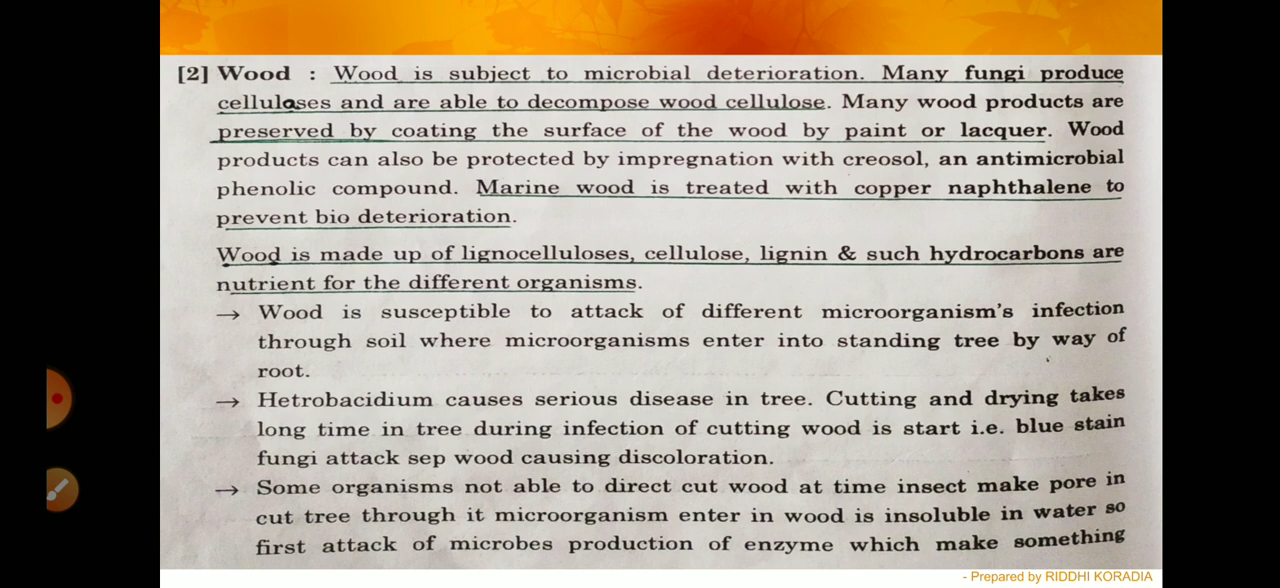 [2] Wood : Wood is subject to microbial deterioration. Many fungi produce
cellulases and are able to decompose wood cellulose. Many wood products are
preserved by coating the surface of the wood by paint or lacquer. Wood
products can also be protected by impregnation with creosol, an antimicrobial
phenolic compound. Marine wood is treated with copper naphthalene to
prevent bio deterioration.
Wood is made up of lignocelluloses, cellulose, lignin & such hydrocarbons are
nutrient for the different organisms.
→ Wood is susceptible to attack of different microorganism's infection
through soil where microorganisms enter into standing tree by way of
root.
→ Hetrobacidium causes serious disease in tree. Cutting and drying takes
long time in tree during infection of cutting wood is start i.e. blue stain
fungi attack sep wood causing discoloration.
→ Some organisms not able to direct cut wood at time insect make pore in
cut tree through it microorganism enter in wood is insoluble in water so
first attack of microbes production of enzyme which make something
- Prepared by RIDDHI KORADIA